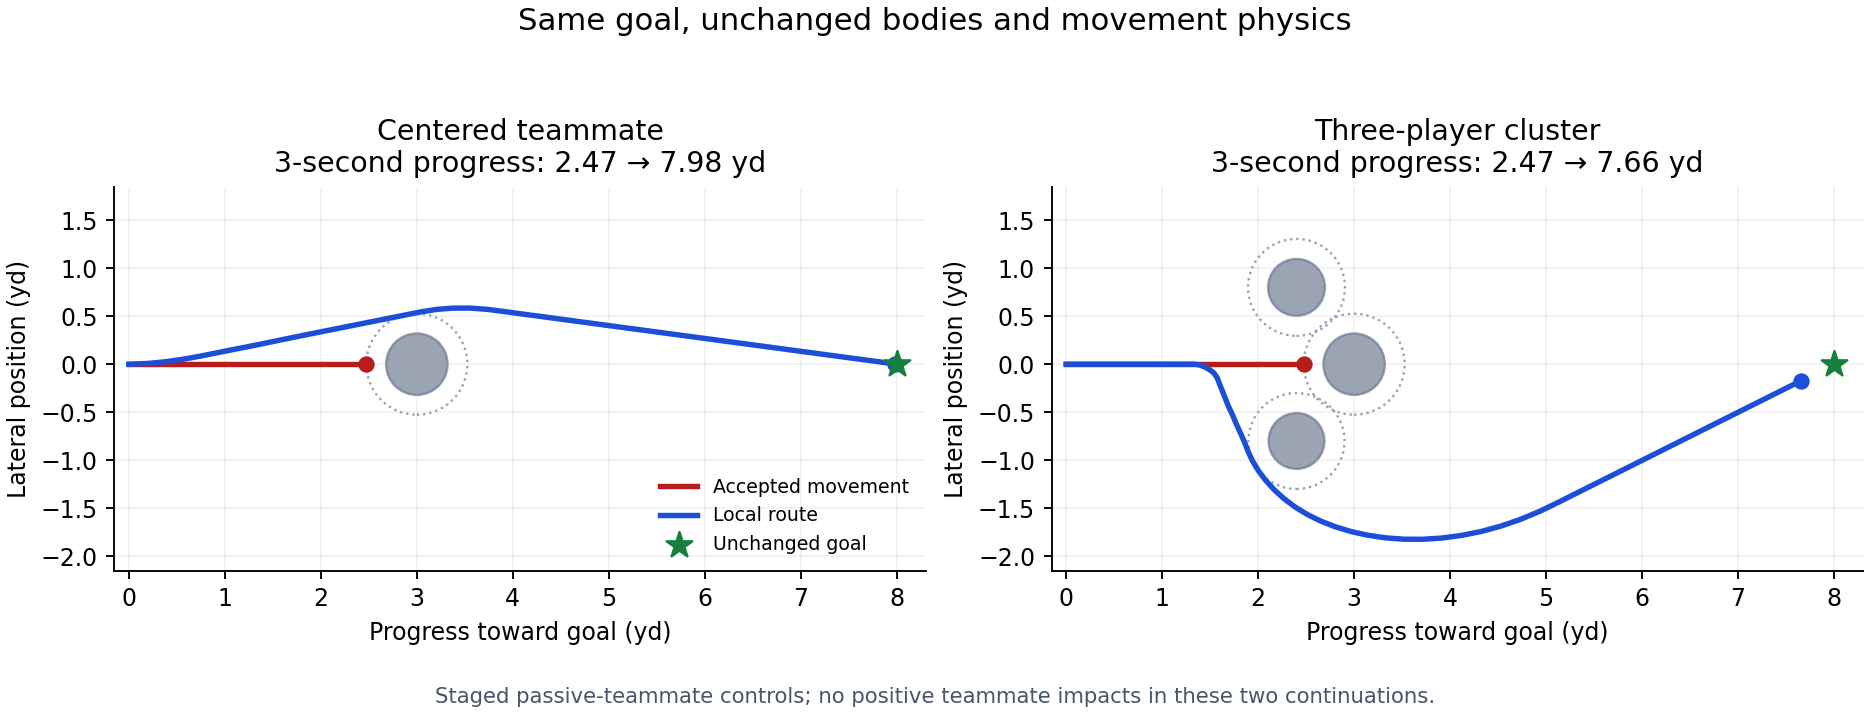 Same goal, unchanged bodies and movement physics
Centered teammate
3-second progress: 2.47 → 7.98 yd
Lateral position (yd)
1.5
1.0
0.5
0.0
−0.5
−1.0
−1.5
−2.0
0 1 2 3 4 5 6 7 8
Progress toward goal (yd)
Accepted movement
Local route
Unchanged goal
Three-player cluster
3-second progress: 2.47 → 7.66 yd
Lateral position (yd)
1.5
1.0
0.5
0.0
−0.5
−1.0
−1.5
−2.0
0 1 2 3 4 5 6 7 8
Progress toward goal (yd)
Staged passive-teammate controls; no positive teammate impacts in these two continuations.